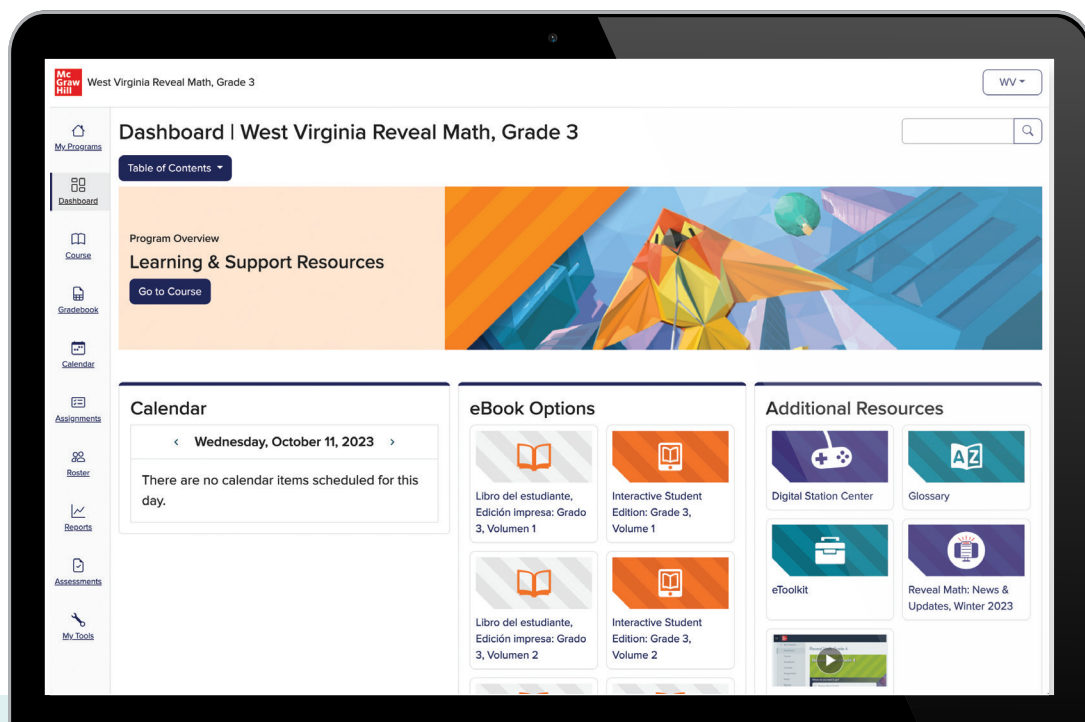 Mc
Graw
Hill
West Virginia Reveal Math, Grade 3
WV
My Programs
Dashboard
Course
Gradebook
Calendar
Assignments
Roster
Reports
Assessments
My Tools
Dashboard | West Virginia Reveal Math, Grade 3
Table of Contents
Program Overview
Learning & Support Resources
Go to Course
Calendar
< Wednesday, October 11, 2023 >
There are no calendar items scheduled for this
day.
eBook Options
Libro del estudiante,
Edición impresa: Grado
3, Volumen 1
Interactive Student
Edition: Grade 3,
Volume 1
Libro del estudiante,
Edición impresa: Grado
3, Volumen 2
Interactive Student
Edition: Grade 3,
Volume 2
Additional Resources
Digital Station Center
AZ
Glossary
eToolkit
Reveal Math: News &
Updates, Winter 2023